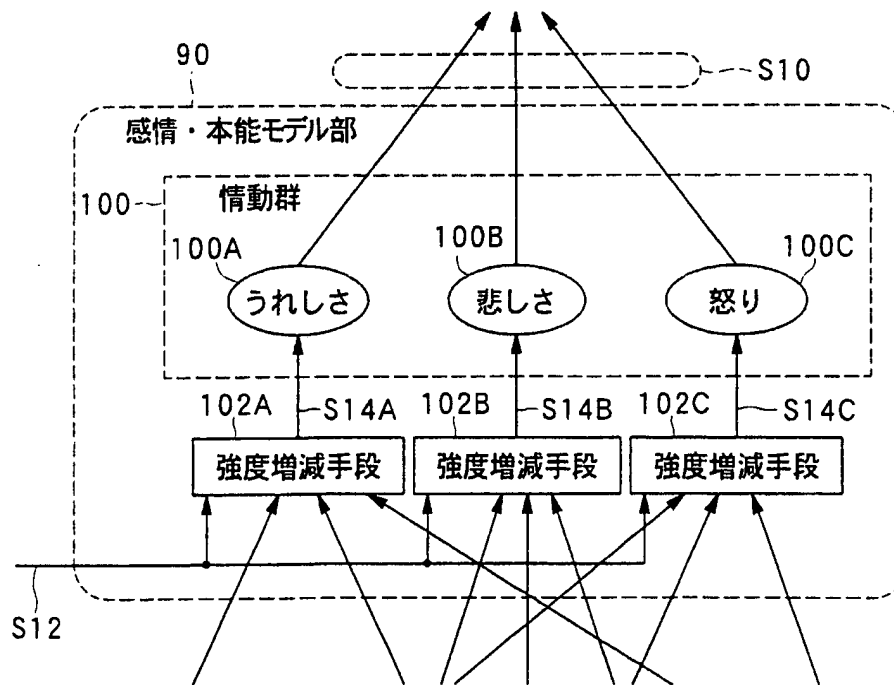 90
S10
感情・本能モデル部
100
情動群
100A
100B
100C
うれしさ
悲しさ
怒り
102A
S14A
102B
S14B
102C
S14C
強度増減手段
強度増減手段
強度増減手段
S12